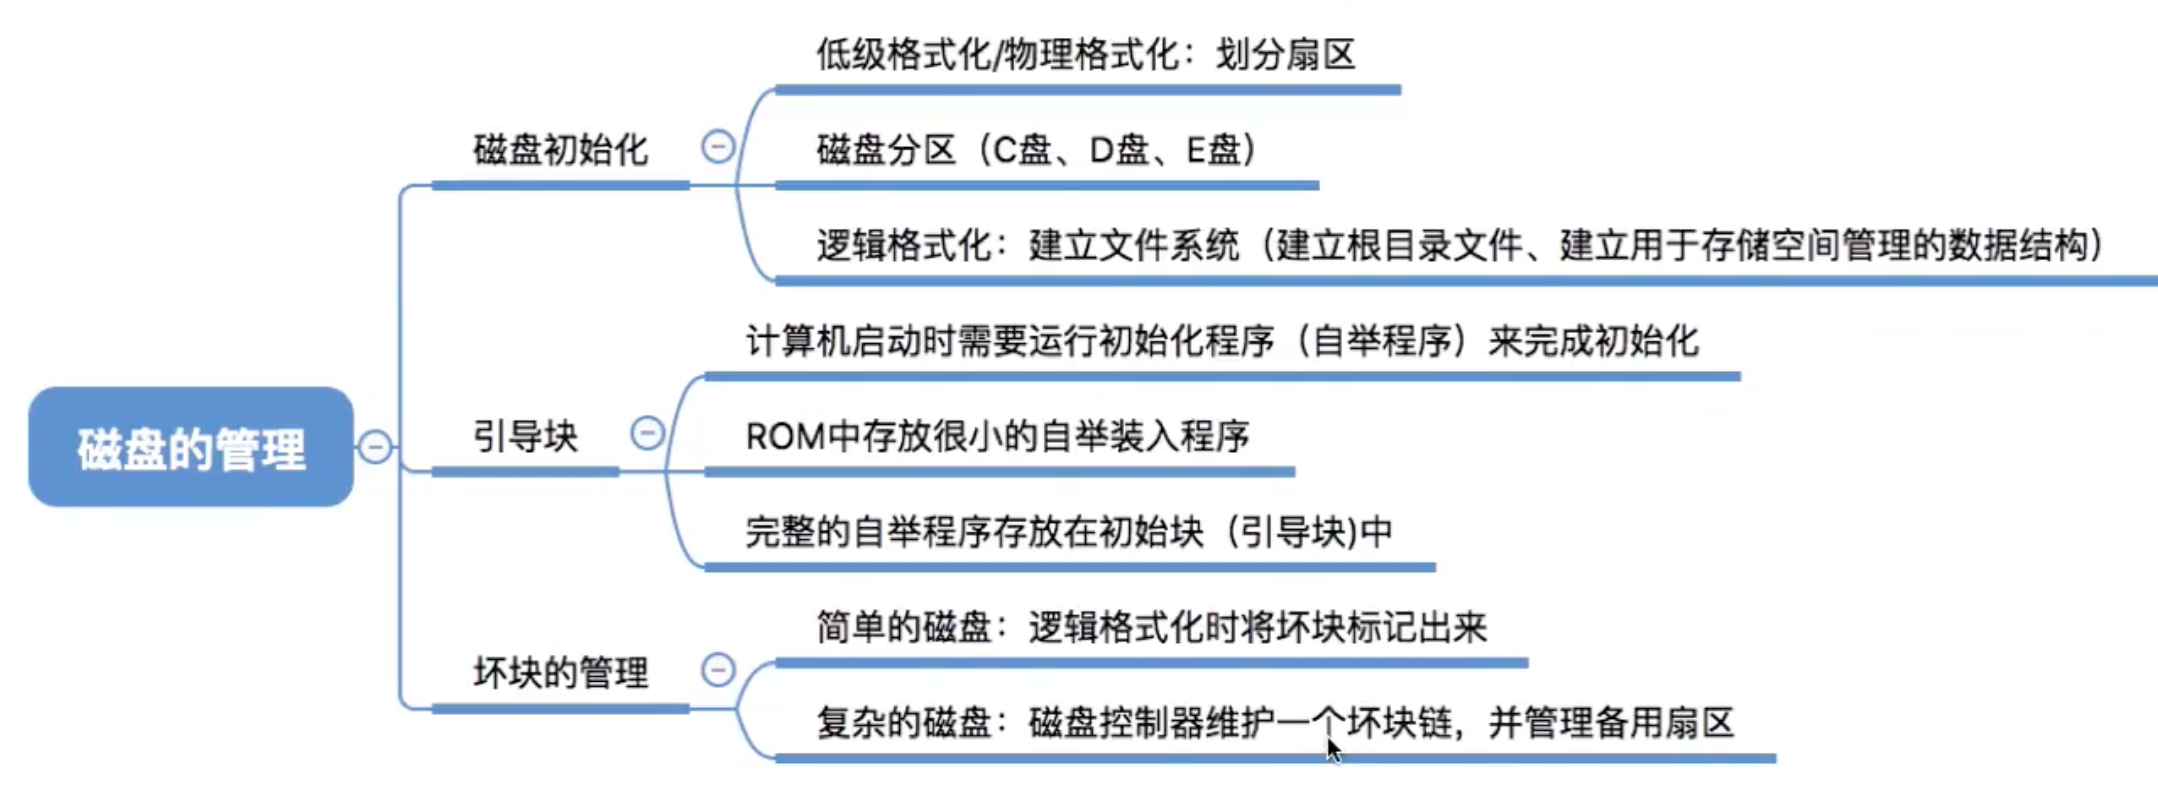 磁盘的管理
磁盘初始化
低级格式化/物理格式化：划分扇区
磁盘分区（C盘、D盘、E盘）
逻辑格式化：建立文件系统（建立根目录文件、建立用于存储空间管理的数据结构）
引导块
计算机启动时需要运行初始化程序（自举程序）来完成初始化
ROM中存放很小的自举装入程序
完整的自举程序存放在初始块（引导块)中
坏块的管理
简单的磁盘：逻辑格式化时将坏块标记出来
复杂的磁盘：磁盘控制器维护一个坏块链，并管理备用扇区